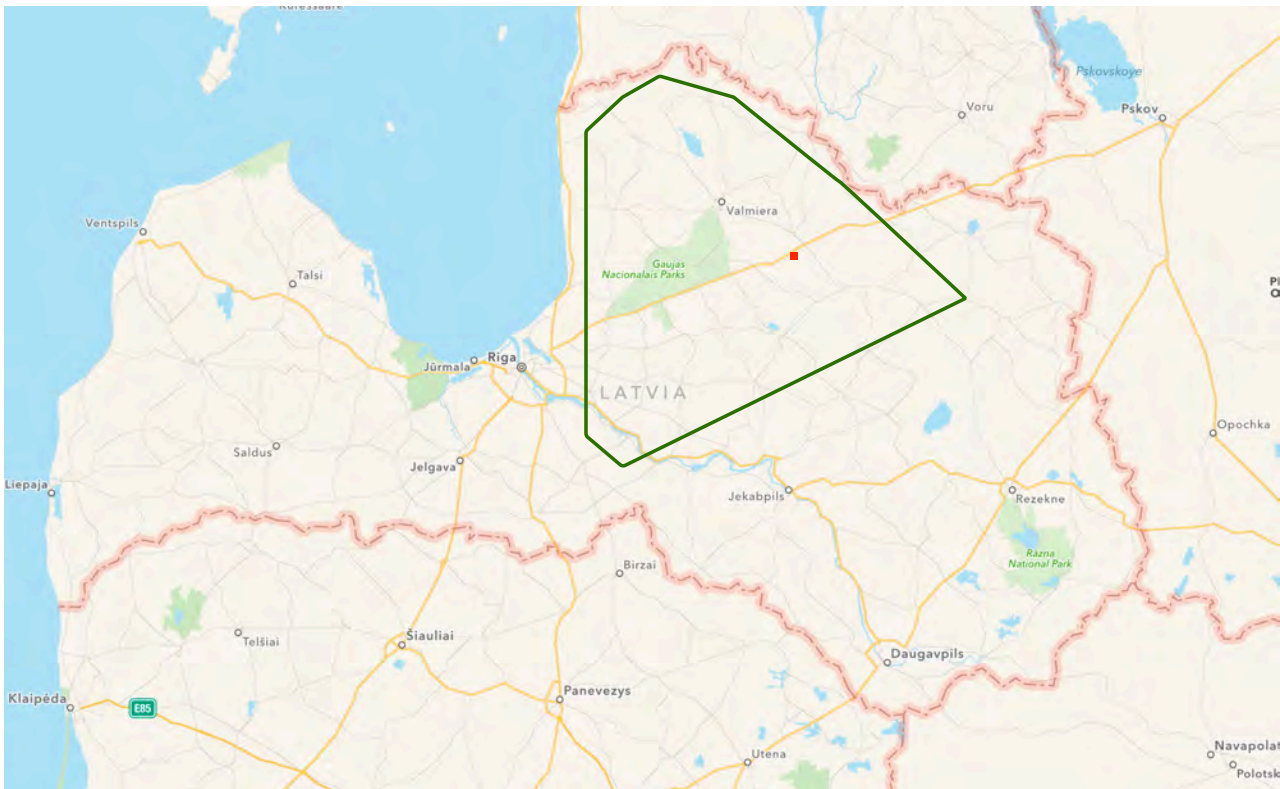 Pskovskoye
Pskov
Voru
Valmiera
Ventspils
Gaujas
Nacionalais Parks
Talsi
Riga
Jūrmala
LATVIA
Opochka
Saldus
Jelgava
Liepaja
Jekabpils
Rezekne
Birzai
Rāzna
National Park
Telšiai
Šiauliai
Daugavpils
Panevezys
Klaipėda
E85
Utena
Navapolat
Polotsk